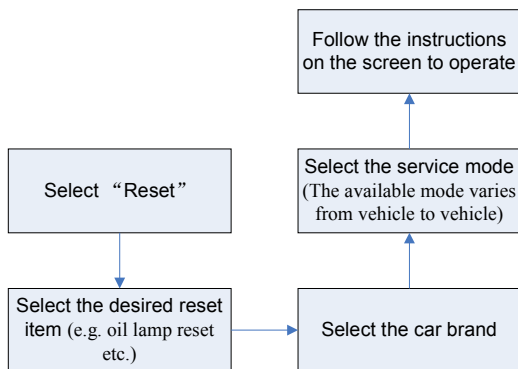 Select “Reset”
Select the desired reset
item (e.g. oil lamp reset
etc.)
Select the car brand
Select the service mode
(The available mode varies
from vehicle to vehicle)
Follow the instructions
on the screen to operate